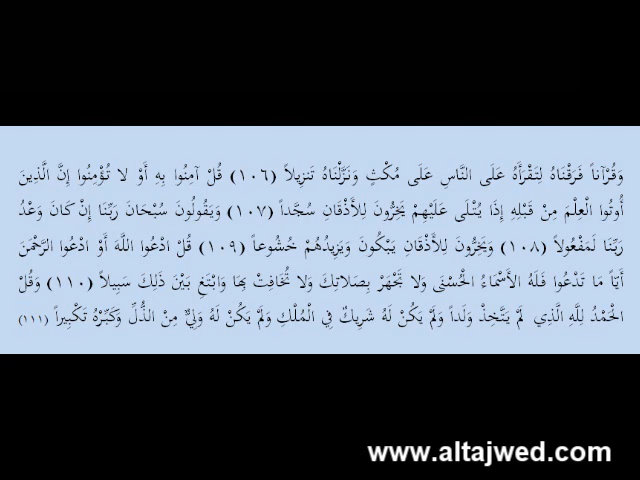 وَقُرْآناً فَرَقْنَاهُ لِتَقْرَأَهُ عَلَى النَّاسِ عَلَى مُكْثٍ وَنَزَّلْنَاهُ تَنزِيلاً (١٠٦) قُلْ آمِنُوا بِهِ أَوْ لا تُؤْمِنُوا إِنَّ الَّذِينَ
أُوتُوا الْعِلْمَ مِنْ قَبْلِهِ إِذَا يُتْلَى عَلَيْهِمْ يَخِرُّونَ لِلأَذْقَانِ سُجَّداً (١٠٧) وَيَقُولُونَ سُبْحَانَ رَبِّنَا إِنْ كَانَ وَعْدُ
رَبِّنَا لَمَفْعُولاً (١٠٨) وَيَخِرُّونَ لِلأَذْقَانِ يَبْكُونَ وَيَزِيدُهُمْ خُشُوعاً (١٠٩) قُلْ ادْعُوا اللَّهَ أَوْ ادْعُوا الرَّحْمَنَ
أَيّاً مَا تَدْعُوا فَلَهُ الأَسْمَاءُ الْحُسْنَى وَلا تَجْهَرْ بِصَلاتِكَ وَلا تُخَافِتْ بِهَا وَابْتَغِ بَيْنَ ذَلِكَ سَبِيلاً (١١٠) وَقُلْ
الْحَمْدُ لِلَّهِ الَّذِي لَمْ يَتَّخِذْ وَلَداً وَلَمْ يَكُنْ لَهُ شَرِيكٌ فِي الْمُلْكِ وَلَمْ يَكُنْ لَهُ وَلِيٌّ مِنْ الذُّلِّ وَكَبِّرْهُ تَكْبِيراً (١١١)
www.altajwed.com